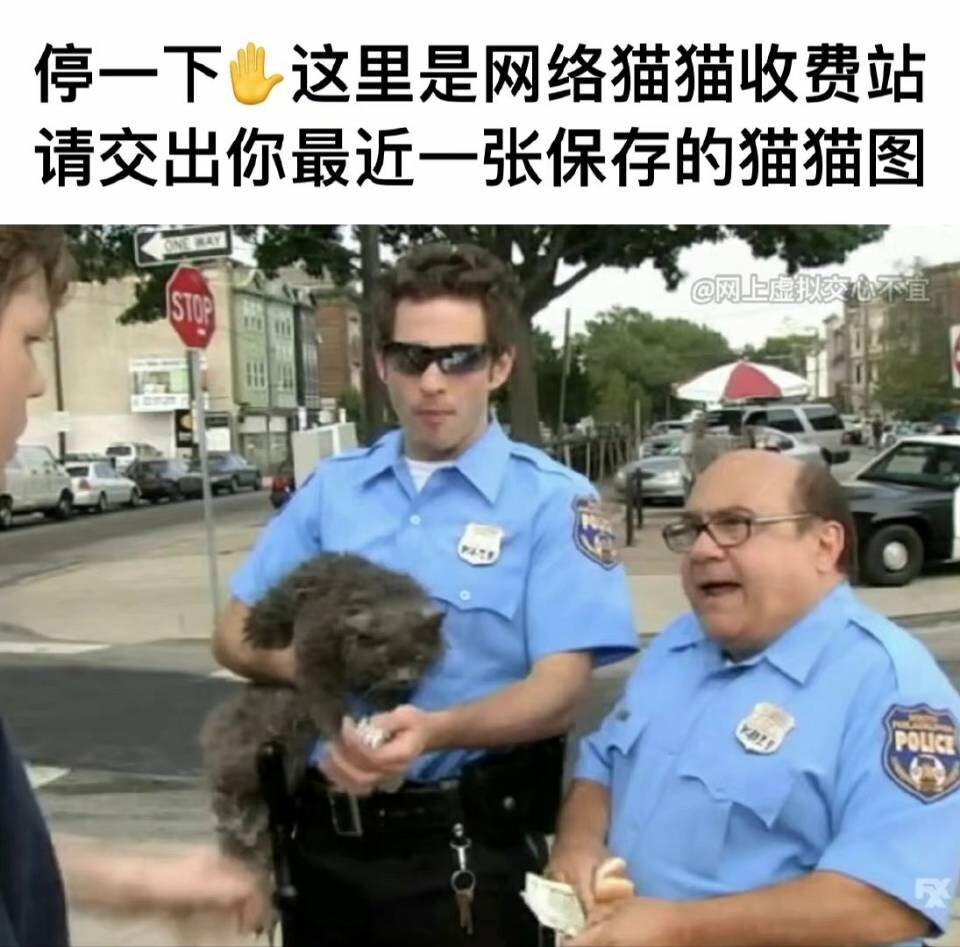 停一下✋这里是网络猫猫收费站
请交出你最近一张保存的猫猫图
ONE WAY
@网上虚拟交心不宜
STOP
POLICE
FX